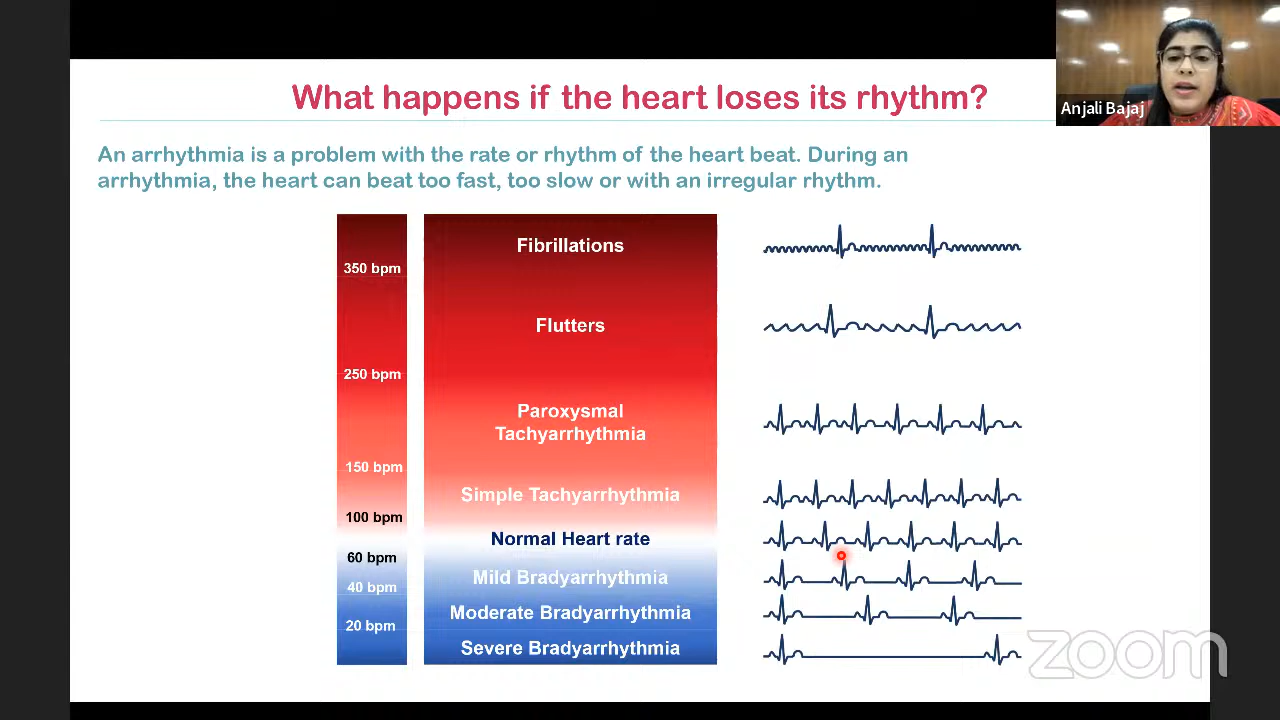 What happens if the heart loses its rhythm?
Anjali Bajaj
An arrhythmia is a problem with the rate or rhythm of the heart beat. During an
arrhythmia, the heart can beat too fast, too slow or with an irregular rhythm.
Fibrillations
350 bpm
Flutters
250 bpm
Paroxysmal
Tachyarrhythmia
150 bpm
Simple Tachyarrhythmia
100 bpm
Normal Heart rate
60 bpm
Mild Bradyarrhythmia
40 bpm
Moderate Bradyarrhythmia
20 bpm
Severe Bradyarrhythmia
zoom